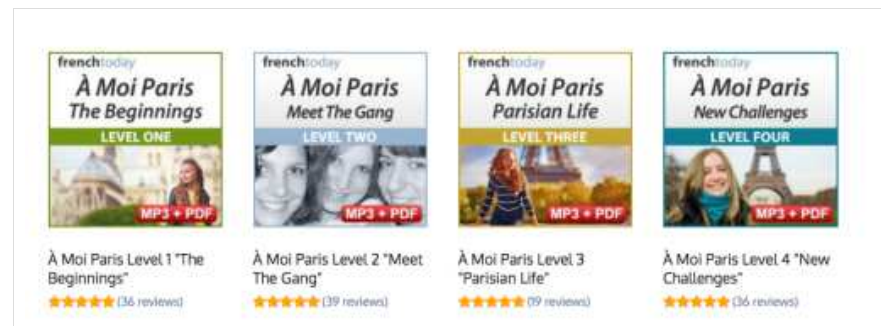 frenchtoday
À Moi Paris
The Beginnings
LEVEL ONE
MP3 + PDF
À Moi Paris Level 1 "The
Beginnings"
(36 reviews)
frenchtoday
À Moi Paris
Meet The Gang
LEVEL TWO
MP3 + PDF
À Moi Paris Level 2 "Meet
The Gang"
(39 reviews)
frenchtoday
À Moi Paris
Parisian Life
LEVEL THREE
MP3 + PDF
À Moi Paris Level 3
"Parisian Life"
(19 reviews)
frenchtoday
À Moi Paris
New Challenges
LEVEL FOUR
MP3 + PDF
À Moi Paris Level 4 "New
Challenges"
(36 reviews)